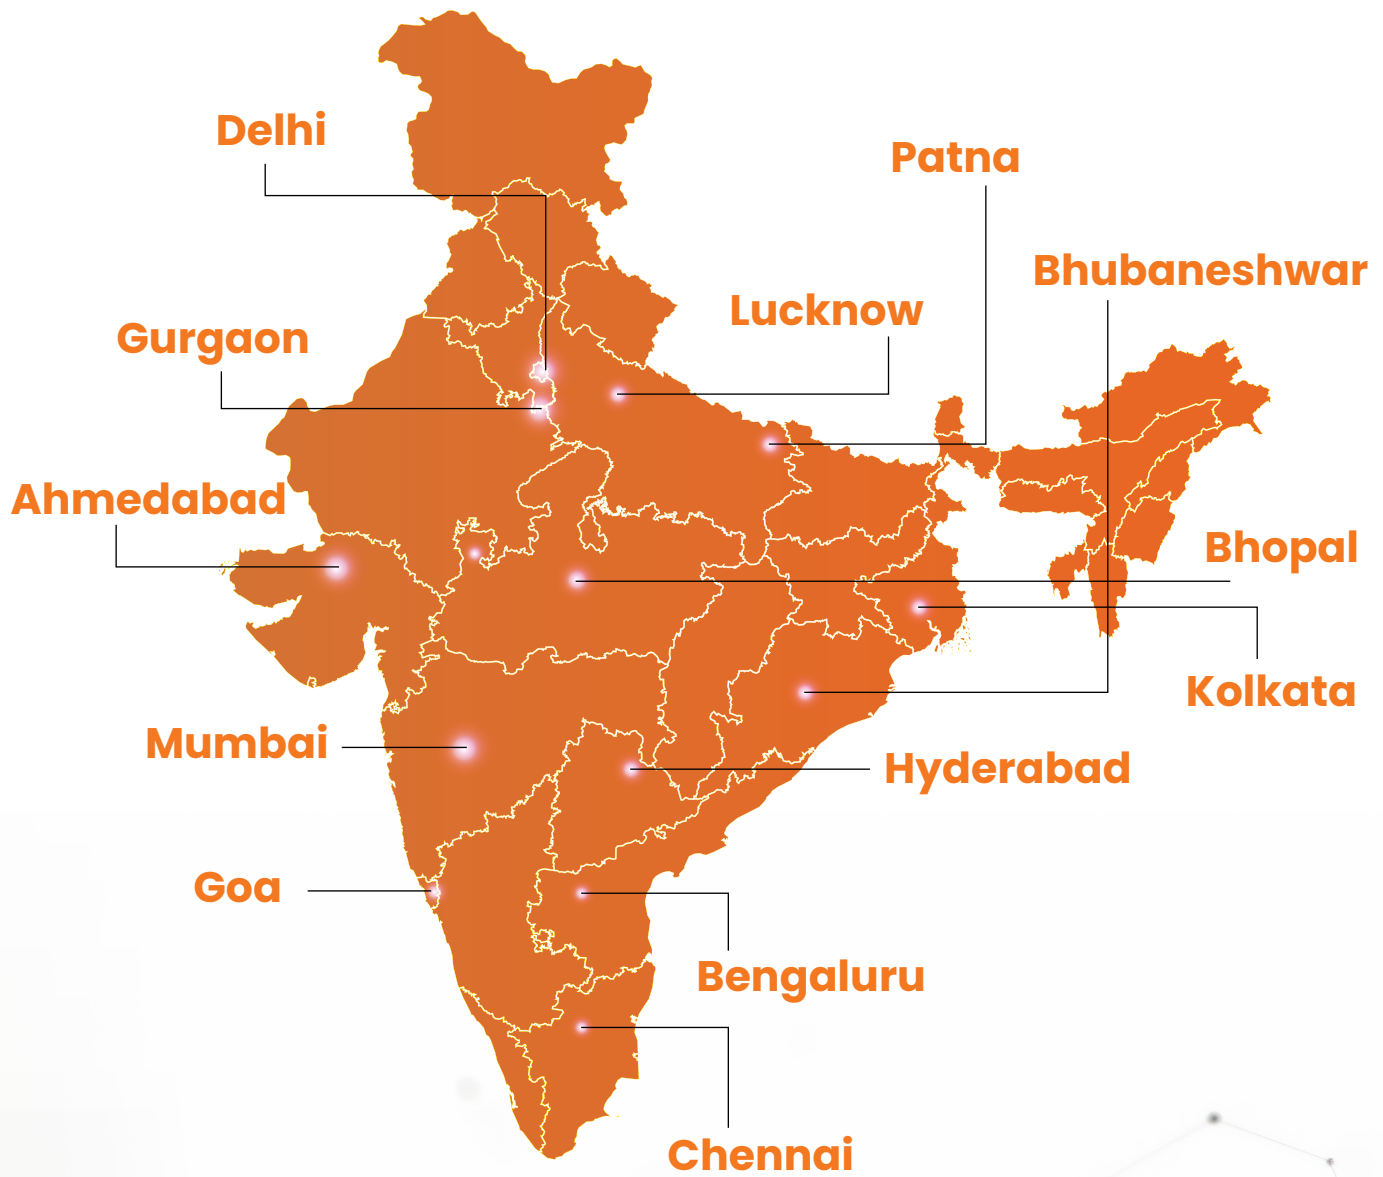 Delhi
Patna
Bhubaneshwar
Lucknow
Gurgaon
Ahmedabad
Bhopal
Kolkata
Mumbai
Hyderabad
Goa
Bengaluru
Chennai